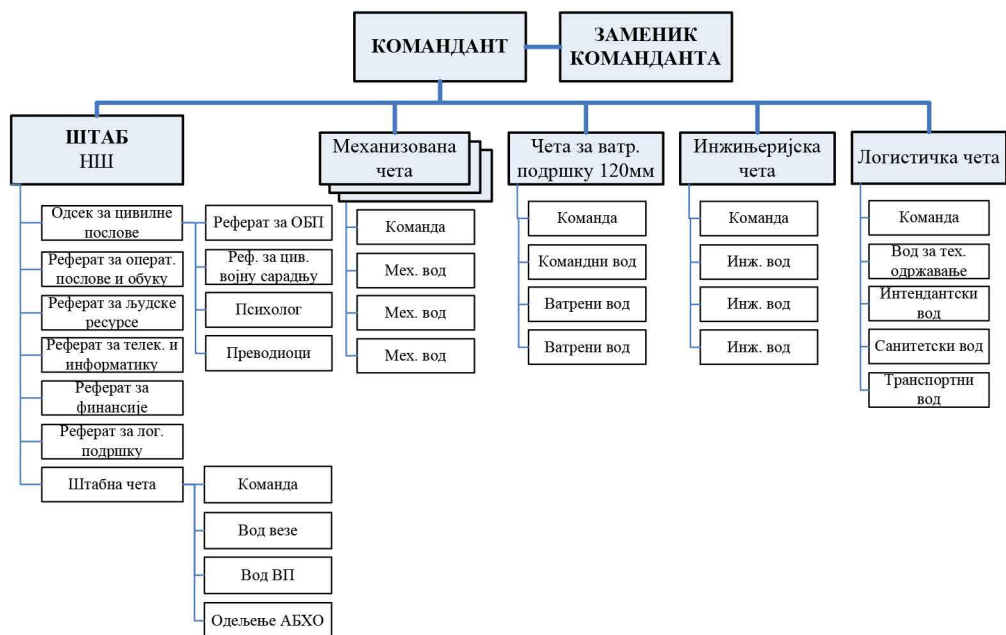 КОМАНДАНТ
ЗАМЕНИК
КОМАНДАНТА
ШТАБ
НШ
Механизована
чета
Чета за ватр.
подршку 120мм
Инжињеријска
чета
Логистичка чета
Одсек за цивилне
послове
Реферат за операт.
послове и обуку
Реферат за људске
ресурсе
Реферат за телек. и
информатику
Реферат за
финансије
Реферат за лог.
подршку
Штабна чета
Реферат за ОБП
Реф. за цив.
војну сарадњу
Психолог
Преводиоци
Команда
Вод везе
Вод ВП
Одељење АБХО
Команда
Мех. вод
Мех. вод
Мех. вод
Команда
Командни вод
Ватрени вод
Ватрени вод
Команда
Инж. вод
Инж. вод
Инж. вод
Команда
Вод за тех.
одржавање
Интендантски
вод
Санитетски вод
Транспортни
вод